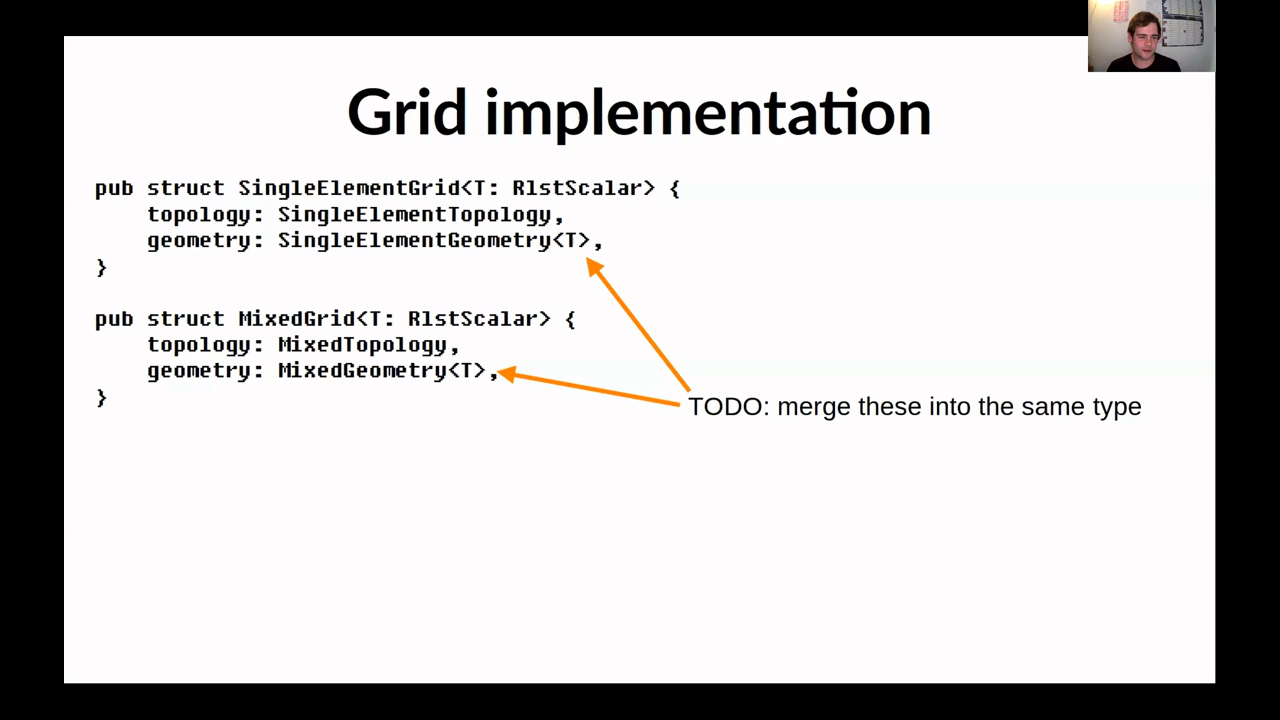 Grid implementation
pub struct SingleElementGrid<T: RlstScalar> {
    topology: SingleElementTopology,
    geometry: SingleElementGeometry<T>,
}
pub struct MixedGrid<T: RlstScalar> {
    topology: MixedTopology,
    geometry: MixedGeometry<T>,
}
TODO: merge these into the same type